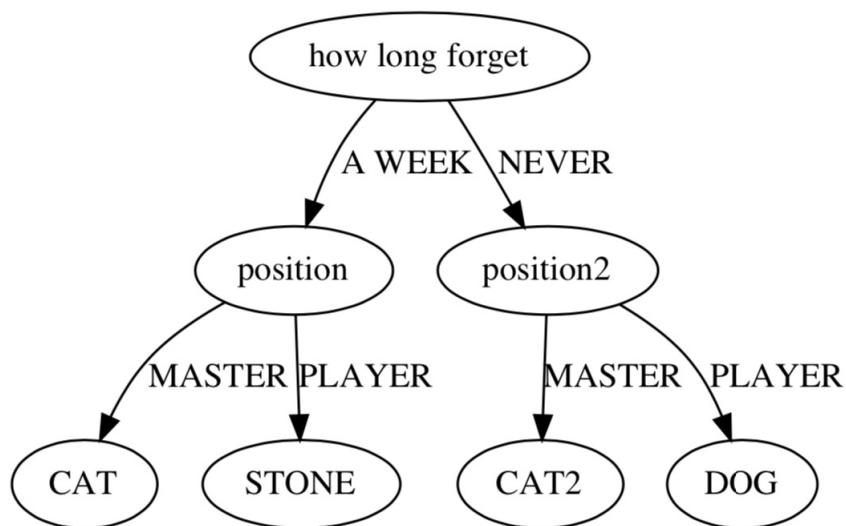 how long forget
A WEEK
NEVER
position
position2
MASTER
PLAYER
MASTER
PLAYER
CAT
STONE
CAT2
DOG